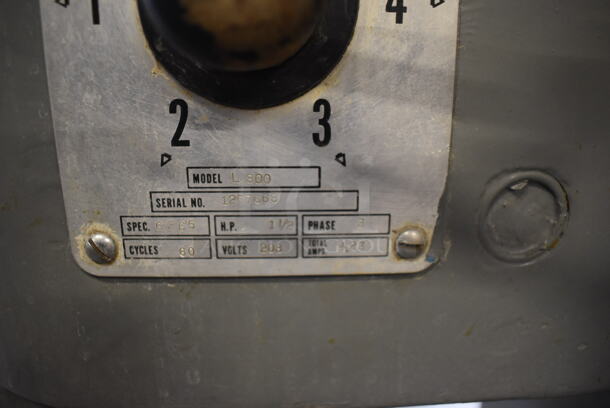 1 4
2 3
MODEL L 800
SERIAL NO.
SPEC. H.P. 1 1/2 PHASE 3
CYCLES 60 VOLTS 208 TOTAL AMPS.